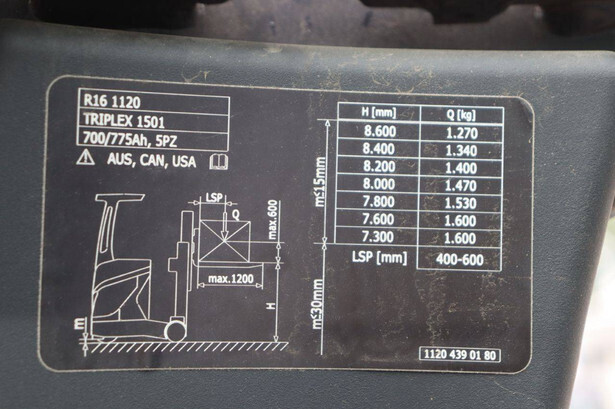 R16 1120
TRIPLEX 1501
700/775Ah, 5PZ
AUS, CAN, USA
LSP
Q
max.600
max.1200
H
E
m≤15mm
m≤30mm
H [mm] Q [kg]
8.600 1.270
8.400 1.340
8.200 1.400
8.000 1.470
7.800 1.530
7.600 1.600
7.300 1.600
LSP [mm] 400-600
1120 439 01 80